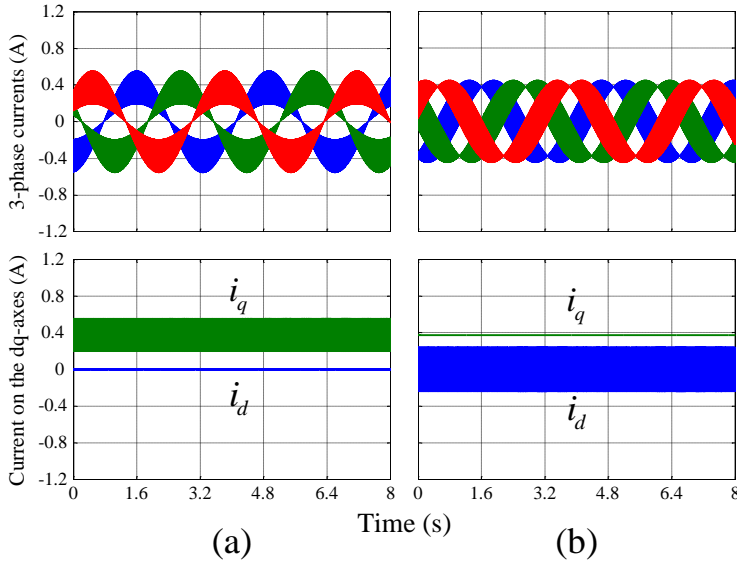 3-phase currents (A)
1.2
0.8
0.4
0
-0.4
-0.8
-1.2
Current on the dq-axes (A)
1.2
0.8
0.4
0
-0.4
-0.8
-1.2
i_q
i_d
i_q
i_d
0 1.6 3.2 4.8 6.4 8
0 1.6 3.2 4.8 6.4 8
Time (s)
(a) (b)